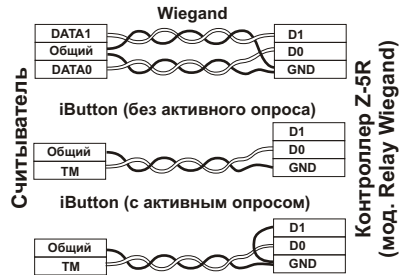 Wiegand
DATA1
Общий
DATA0
D1
D0
GND
iButton (без активного опроса)
Общий
TM
D1
D0
GND
iButton (с активным опросом)
Общий
TM
D1
D0
GND
Считыватель
Контроллер Z-5R
(мод. Relay Wiegand)